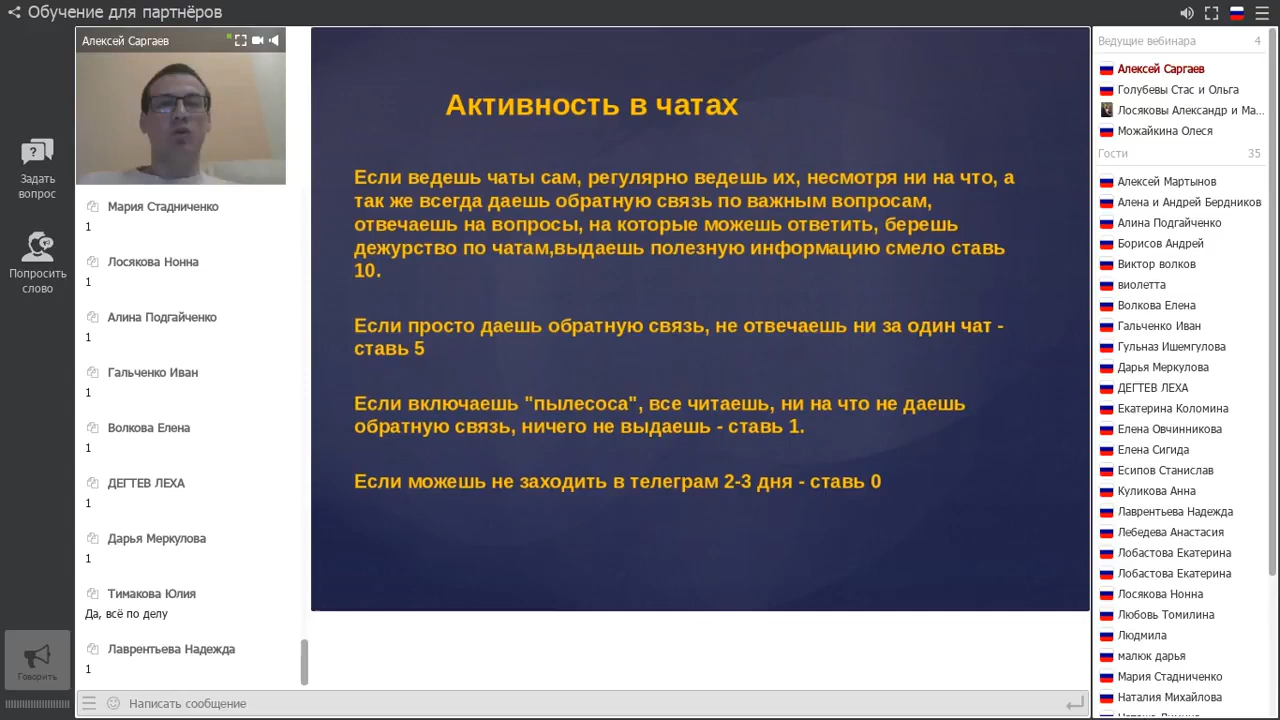 Обучение для партнёров
Алексей Саргаев
Задать
вопрос
Попросить
слово
Говорить
Мария Стадниченко
1
Лосякова Нонна
1
Алина Подгайченко
1
Гальченко Иван
1
Волкова Елена
1
ДЕГТЕВ ЛЕХА
1
Дарья Меркулова
1
Тимакова Юлия
Да, всё по делу
Лаврентьева Надежда
1
Написать сообщение
Активность в чатах
Если ведешь чаты сам, регулярно ведешь их, несмотря ни на что, а
так же всегда даешь обратную связь по важным вопросам,
отвечаешь на вопросы, на которые можешь ответить, берешь
дежурство по чатам,выдаешь полезную информацию смело ставь
10.
Если просто даешь обратную связь, не отвечаешь ни за один чат -
ставь 5
Если включаешь "пылесоса", все читаешь, ни на что не даешь
обратную связь, ничего не выдаешь - ставь 1.
Если можешь не заходить в телеграм 2-3 дня - ставь 0
Ведущие вебинара 4
Алексей Саргаев
Голубевы Стас и Ольга
Лосяковы Александр и Ма...
Можайкина Олеся
Гости 35
Алексей Мартынов
Алена и Андрей Бердников
Алина Подгайченко
Борисов Андрей
Виктор волков
виолетта
Волкова Елена
Гальченко Иван
Гульназ Ишемгулова
Дарья Меркулова
ДЕГТЕВ ЛЕХА
Екатерина Коломина
Елена Овчинникова
Елена Сигида
Есипов Станислав
Куликова Анна
Лаврентьева Надежда
Лебедева Анастасия
Лобастова Екатерина
Лобастова Екатерина
Лосякова Нонна
Любовь Томилина
Людмила
малюк дарья
Мария Стадниченко
Наталия Михайлова